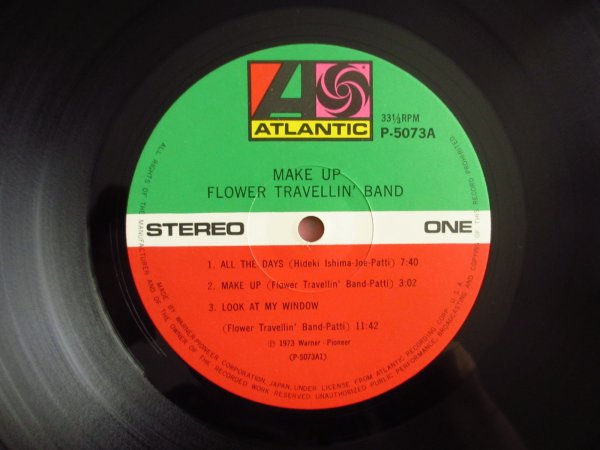 ATLANTIC
33⅓RPM
P-5073A
MAKE UP
FLOWER TRAVELLIN' BAND
STEREO
ONE
1. ALL THE DAYS (Hideki Ishima-Joe-Patti) 7:40
2. MAKE UP (Flower Travellin' Band-Patti) 3:02
3. LOOK AT MY WINDOW
(Flower Travellin' Band-Patti) 11:42
Ⓟ 1973 Warner-Pioneer
(P-5073A1)
ALL RIGHTS OF THE MANUFACTURER AND OF THE OWNER OF THE RECORDED WORK RESERVED. UNAUTHORIZED PUBLIC PERFORMANCE, BROADCASTING AND COPYING OF THIS RECORD PROHIBITED.
MADE BY WARNER-PIONEER CORPORATION, JAPAN, UNDER LICENSE FROM ATLANTIC RECORDING CORP. U.S.A.